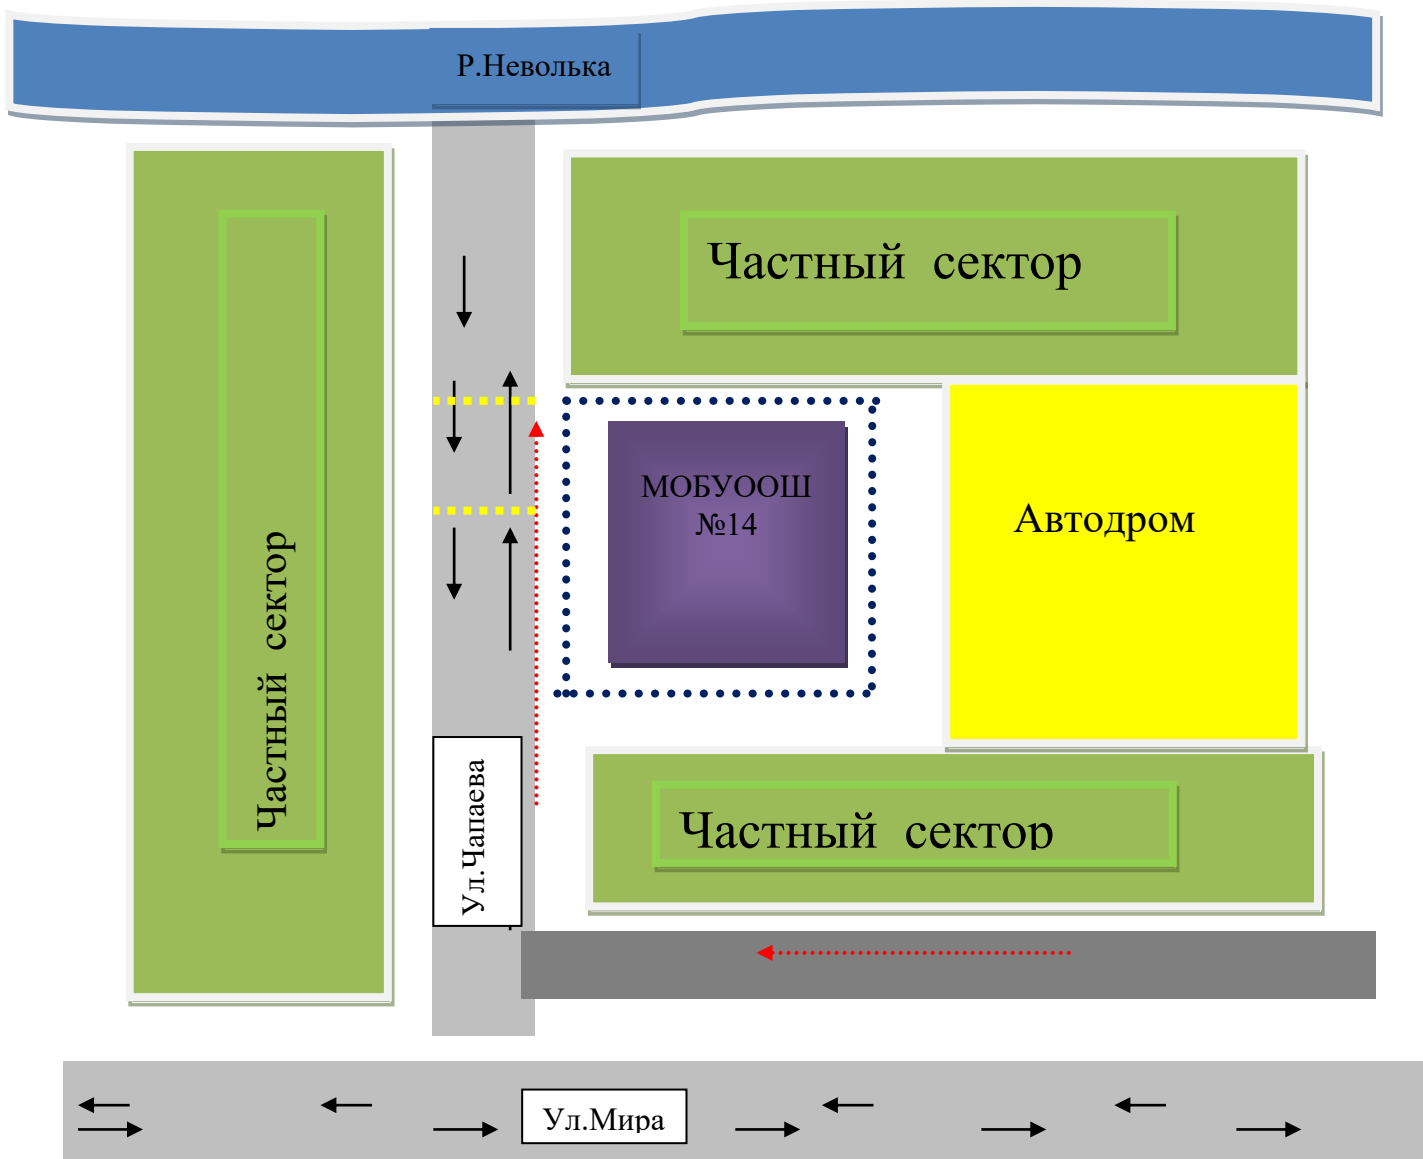 Р.Неволька
Частный сектор
Частный сектор
МОБУООШ
№14
Автодром
Ул.Чапаева
Частный сектор
Ул.Мира